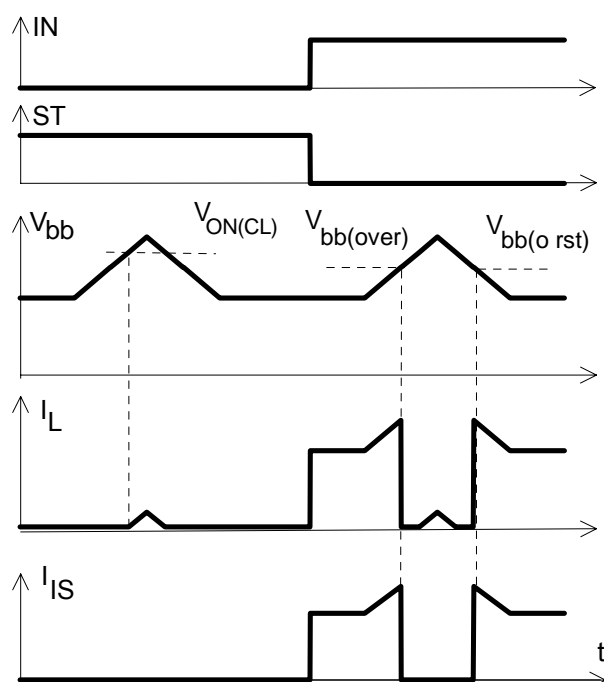 IN
ST
Vbb
VON(CL)
Vbb(over)
Vbb(o rst)
IL
IIS
t